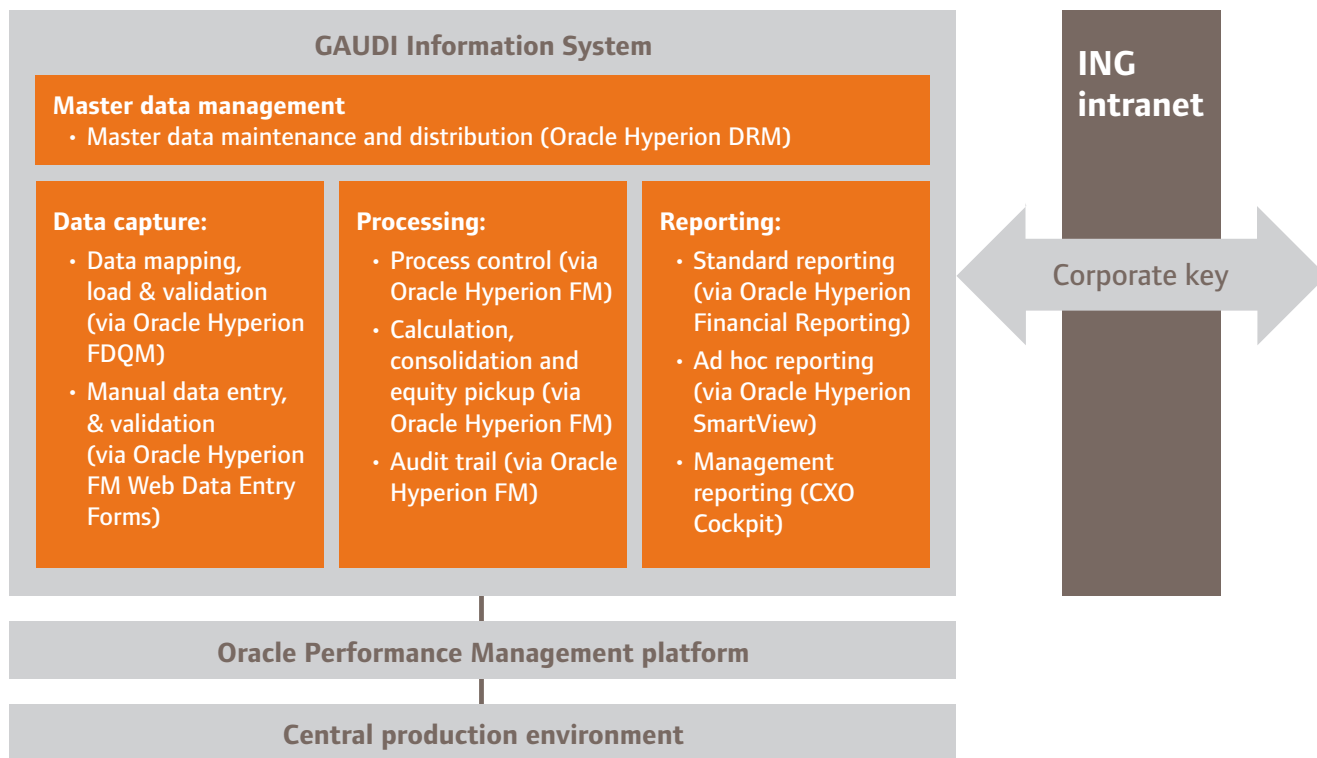 GAUDI Information System
Master data management
• Master data maintenance and distribution (Oracle Hyperion DRM)
Data capture:
• Data mapping,
load & validation
(via Oracle Hyperion
FDQM)
• Manual data entry,
& validation
(via Oracle Hyperion
FM Web Data Entry
Forms)
Processing:
• Process control (via
Oracle Hyperion FM)
• Calculation,
consolidation and
equity pickup (via
Oracle Hyperion FM)
• Audit trail (via Oracle
Hyperion FM)
Reporting:
• Standard reporting
(via Oracle Hyperion
Financial Reporting)
• Ad hoc reporting
(via Oracle Hyperion
SmartView)
• Management
reporting (CXO
Cockpit)
ING
intranet
Corporate key
Oracle Performance Management platform
Central production environment